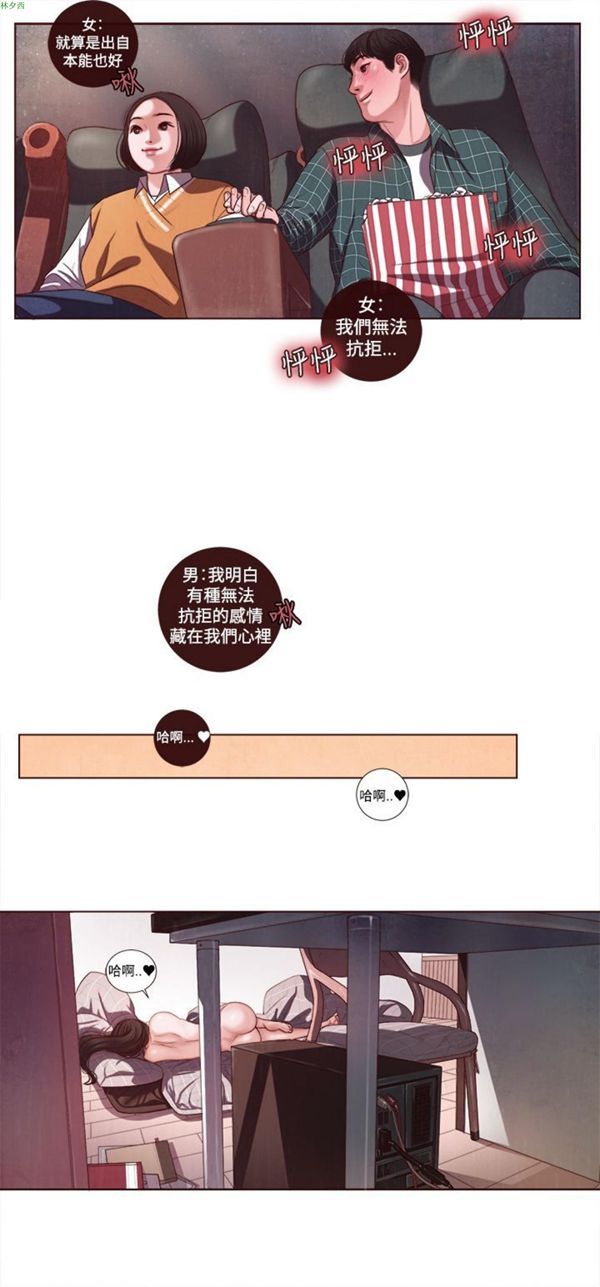 林夕西
女:
就算是出自
本能也好
啾
怦怦
怦怦
怦怦
女:
我們無法
抗拒...
怦怦
男:我明白
有種無法
抗拒的感情
藏在我們心裡
啾
哈啊...♥
哈啊..♥
哈啊..♥